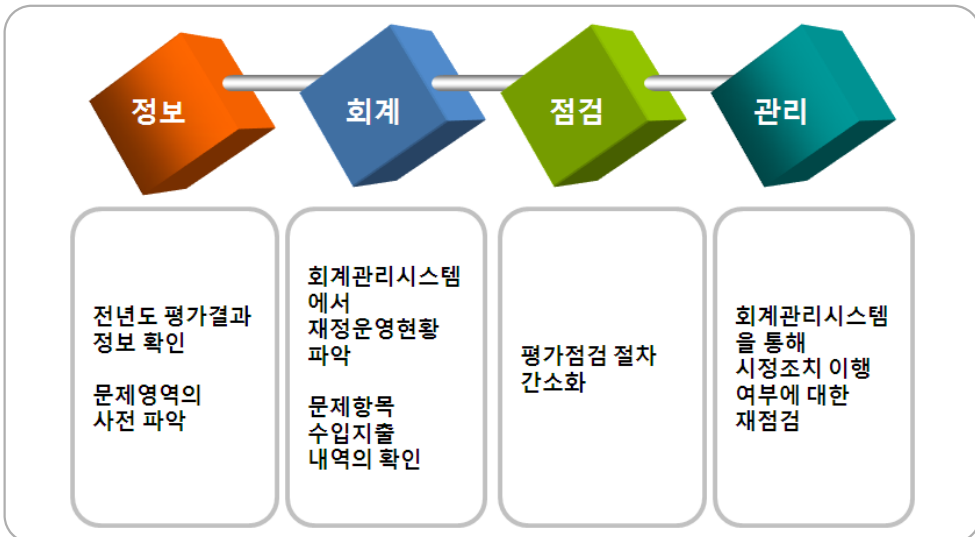 정보
회계
점검
관리
전년도 평가결과
정보 확인
문제영역의
사전 파악
회계관리시스템
에서
재정운영현황
파악
문제항목
수입지출
내역의 확인
평가점검 절차
간소화
회계관리시스템
을 통해
시정조치 이행
여부에 대한
재점검